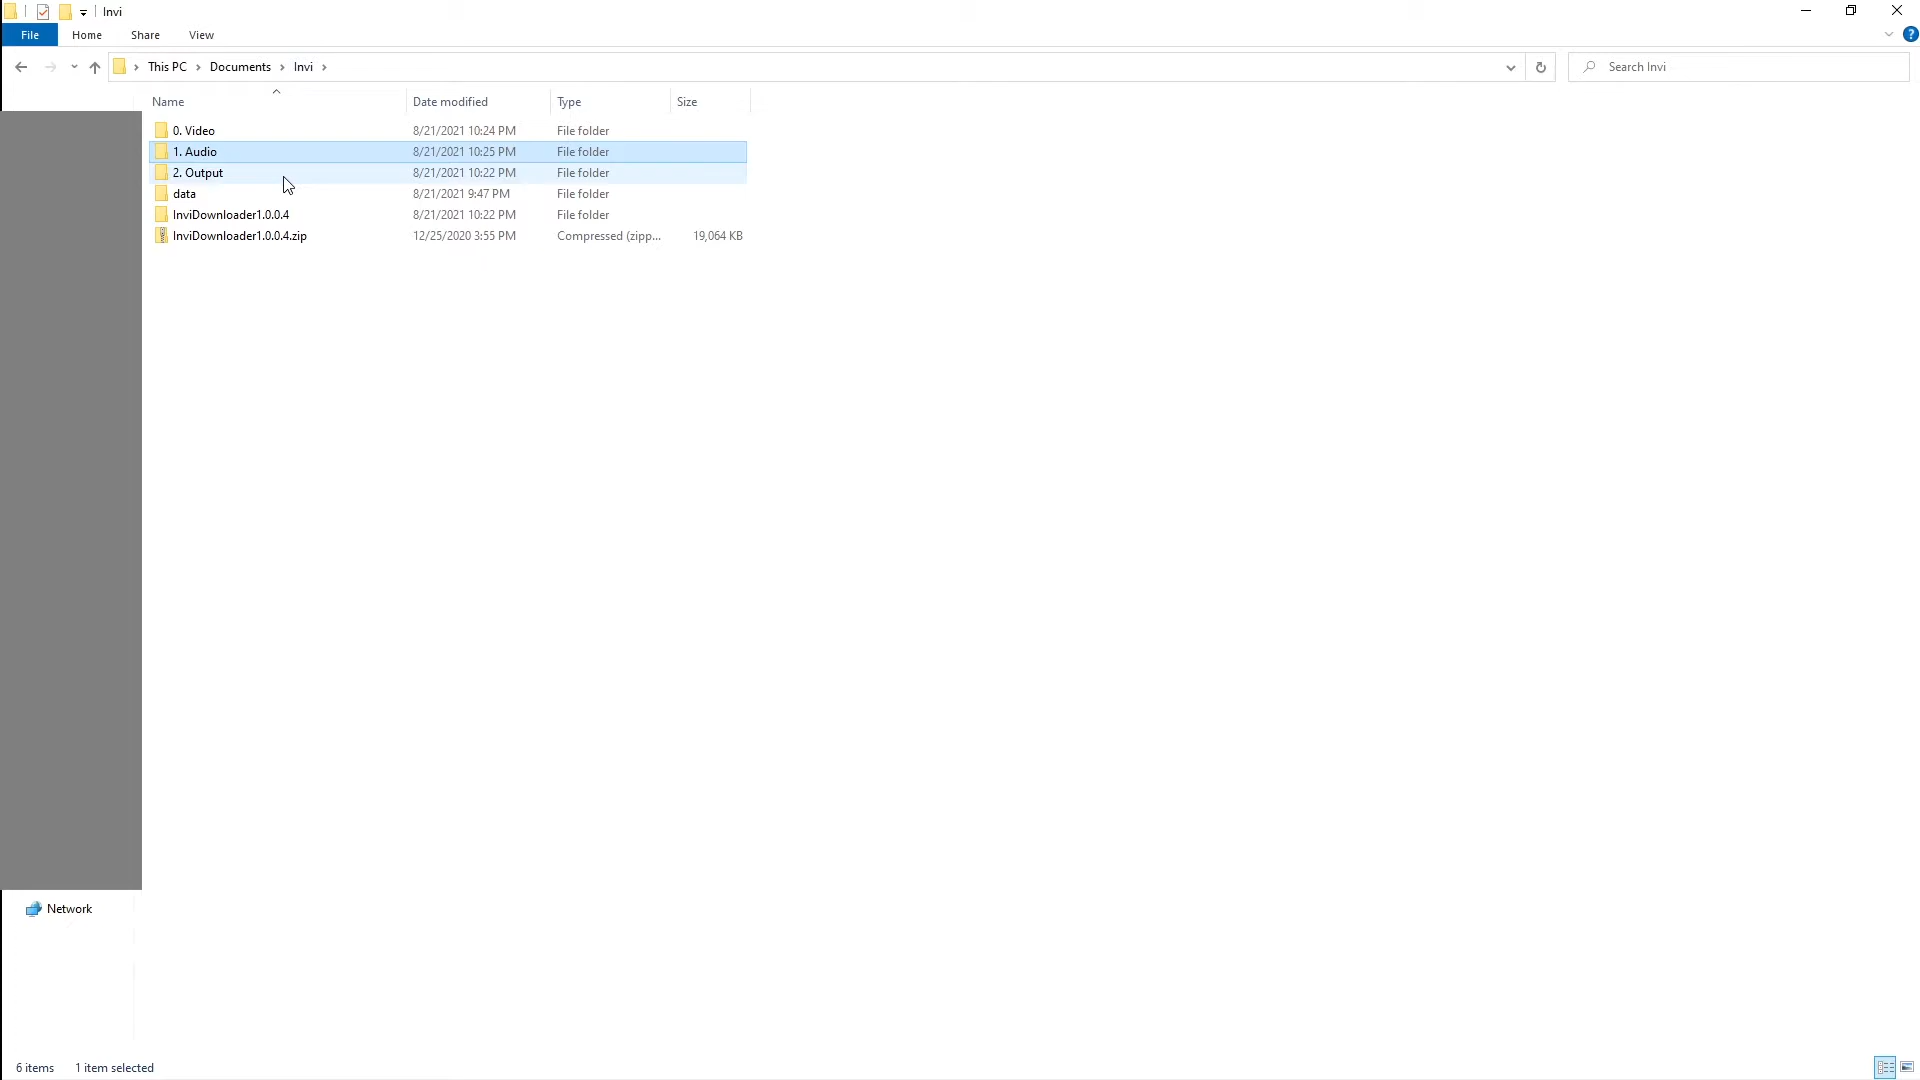 Invi
File Home Share View
This PC Documents Invi Search Invi
Name Date modified Type Size
0. Video 8/21/2021 10:24 PM File folder
1. Audio 8/21/2021 10:25 PM File folder
2. Output 8/21/2021 10:22 PM File folder
data 8/21/2021 9:47 PM File folder
InviDownloader1.0.0.4 8/21/2021 10:22 PM File folder
InviDownloader1.0.0.4.zip 12/25/2020 3:55 PM Compressed (zipp... 19,064 KB
Network
6 items 1 item selected